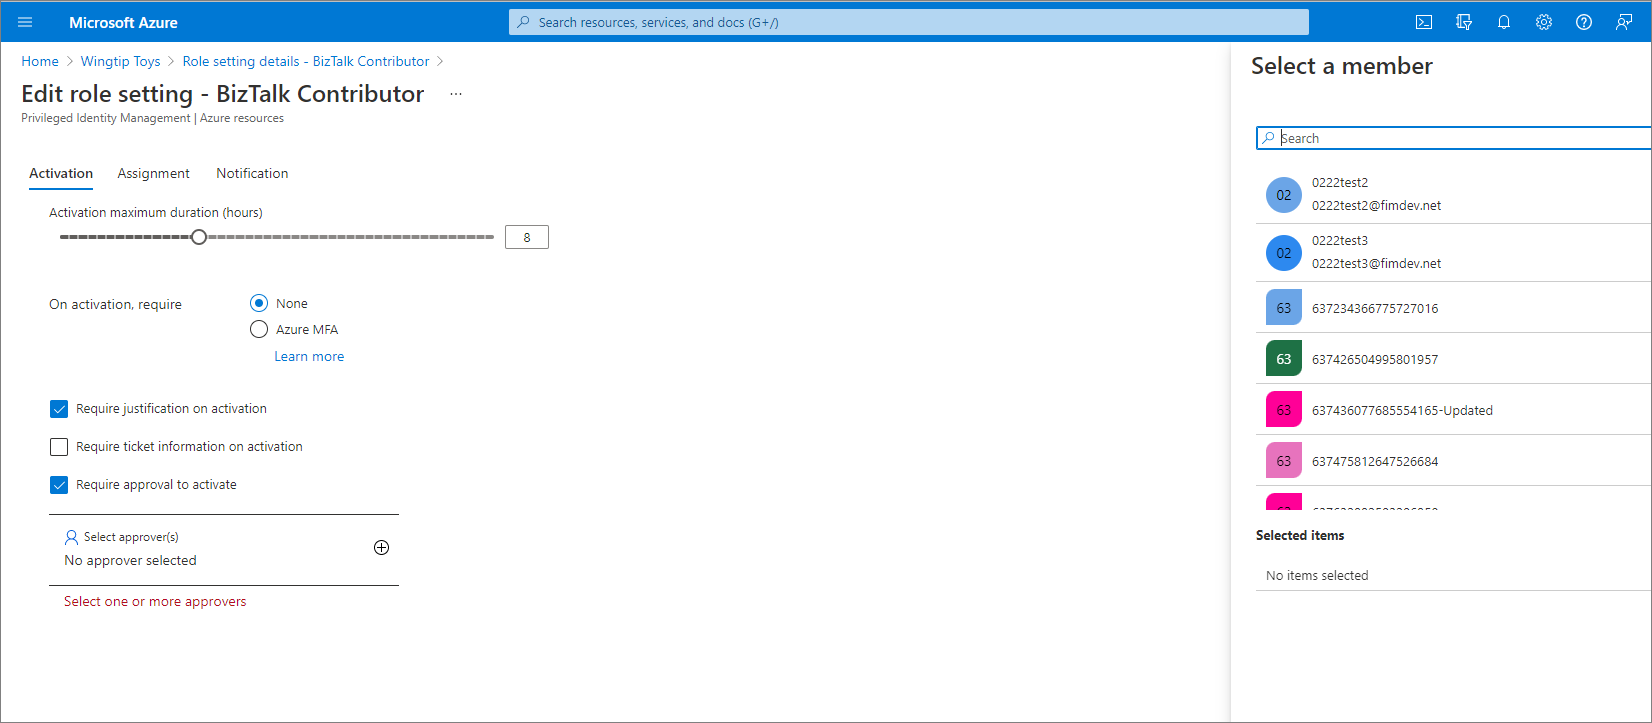 Microsoft Azure
Search resources, services, and docs (G+/)
Home > Wingtip Toys > Role setting details - BizTalk Contributor >
Edit role setting - BizTalk Contributor ...
Privileged Identity Management | Azure resources
Activation Assignment Notification
Activation maximum duration (hours)
8
On activation, require
None
Azure MFA
Learn more
Require justification on activation
Require ticket information on activation
Require approval to activate
Select approver(s)
No approver selected
Select one or more approvers
Select a member
Search
02
0222test2
0222test2@fimdev.net
02
0222test3
0222test3@fimdev.net
63 637234366775727016
63 637426504995801957
63 637436077685554165-Updated
63 637475812647526684
Selected items
No items selected